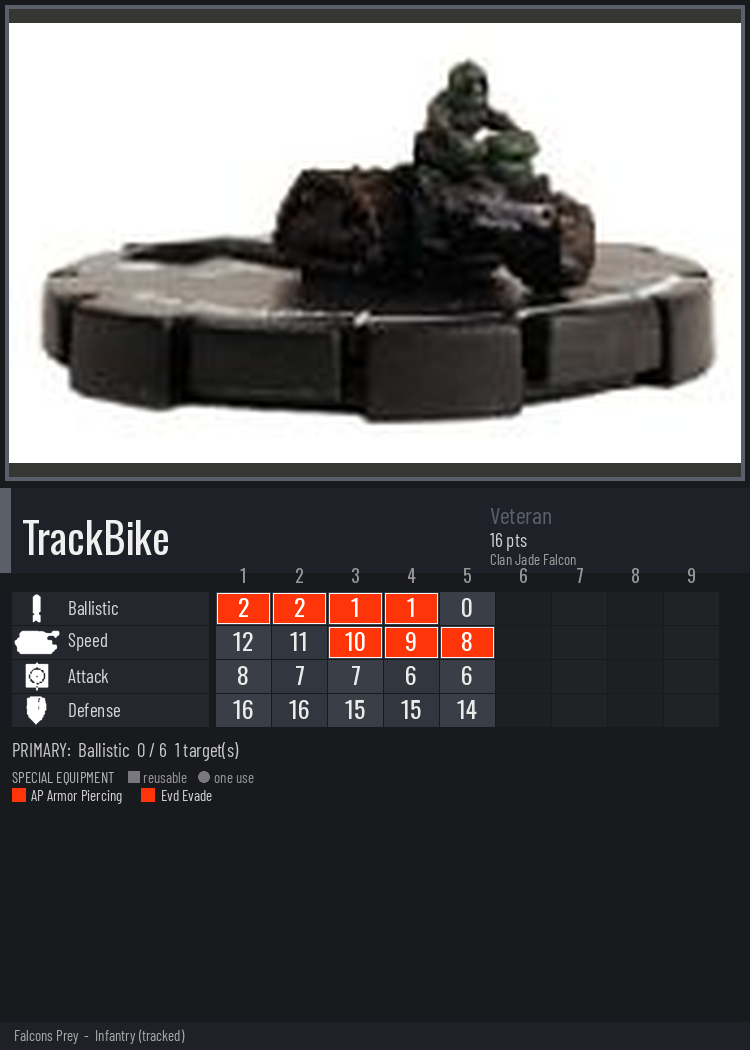 TrackBike
Veteran
16 pts
Clan Jade Falcon
1 2 3 4 5 6 7 8 9
Ballistic 2 2 1 1 0
Speed 12 11 10 9 8
Attack 8 7 7 6 6
Defense 16 16 15 15 14
PRIMARY: Ballistic 0 / 6 1 target(s)
SPECIAL EQUIPMENT reusable one use
AP Armor Piercing Evd Evade
Falcons Prey - Infantry (tracked)